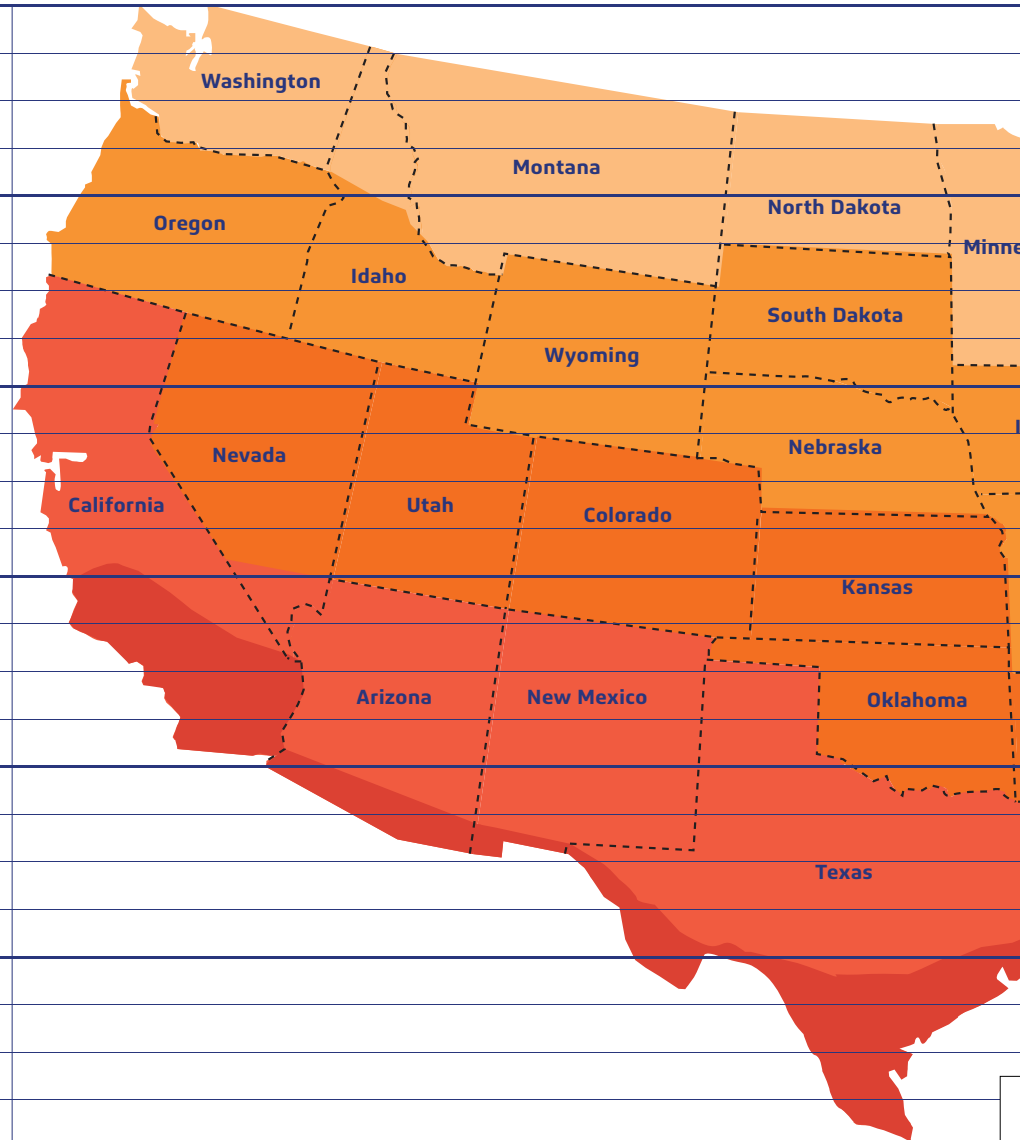 Washington
Montana
North Dakota
Oregon
Minne
Idaho
South Dakota
Wyoming
I
Nebraska
Nevada
California
Utah
Colorado
Kansas
Arizona
New Mexico
Oklahoma
Texas